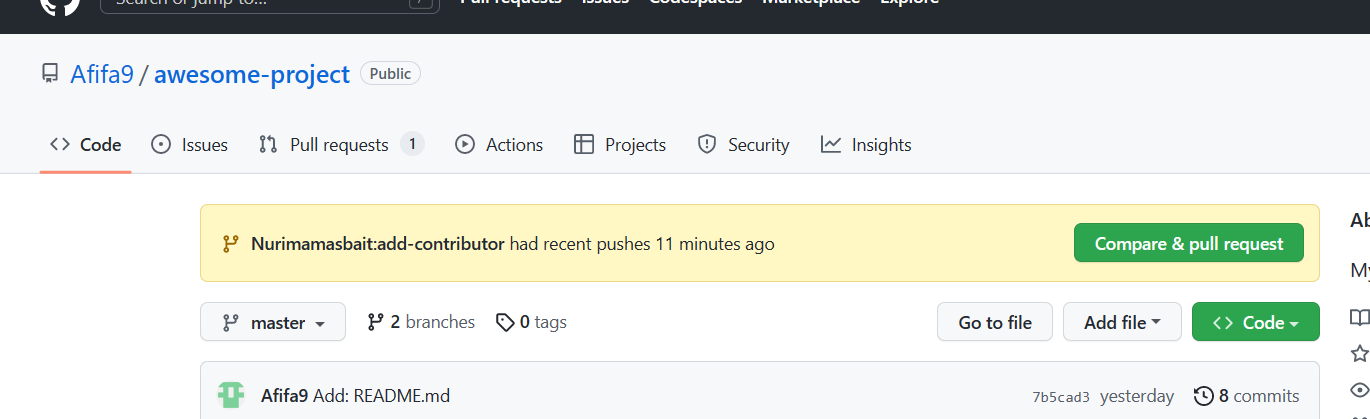 Search or jump to...
/
Pull requests Issues Codespaces Marketplace Explore
Afifa9 / awesome-project Public
Code Issues Pull requests 1 Actions Projects Security Insights
Nurimamasbait:add-contributor had recent pushes 11 minutes ago Compare & pull request
master 2 branches 0 tags Go to file Add file Code
Afifa9 Add: README.md 7b5cad3 yesterday 8 commits